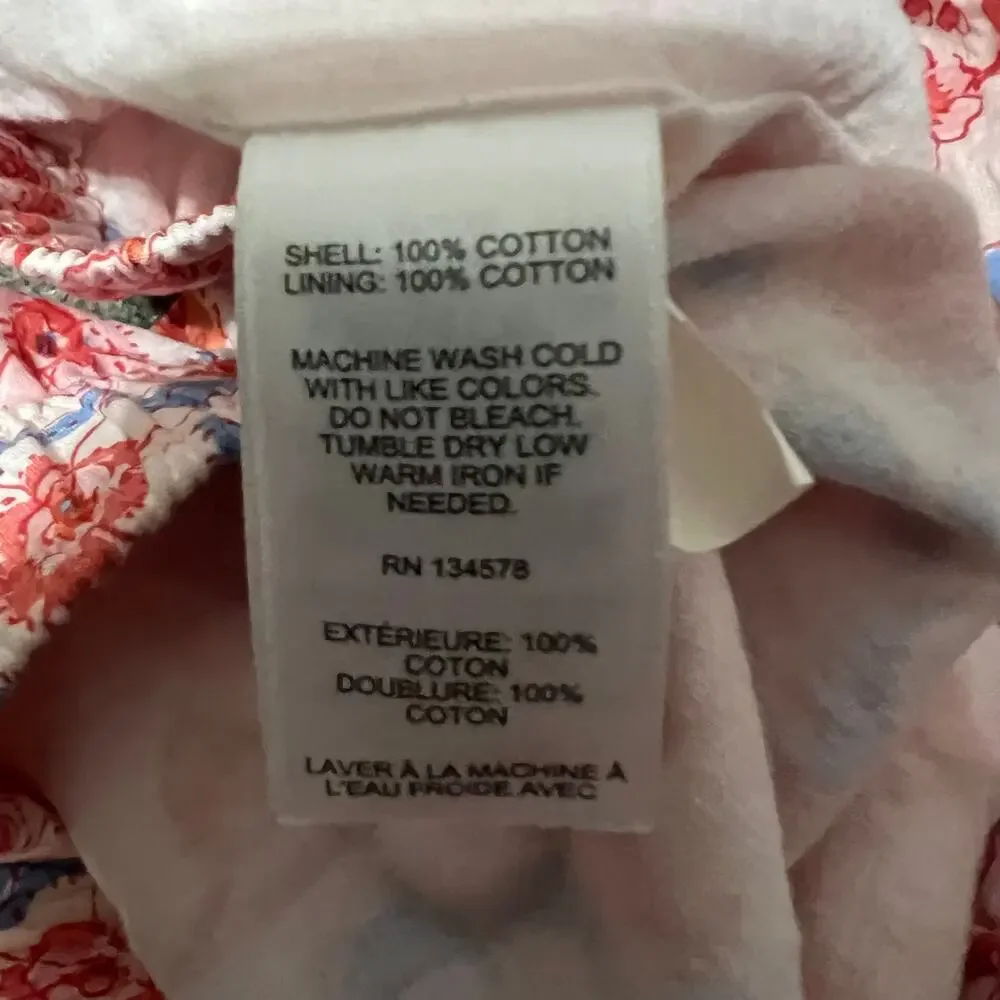 SHELL: 100% COTTON
LINING: 100% COTTON
MACHINE WASH COLD
WITH LIKE COLORS.
DO NOT BLEACH.
TUMBLE DRY LOW
WARM IRON IF
NEEDED.
RN 134578
EXTÉRIEURE: 100%
COTON
DOUBLURE: 100%
COTON
LAVER À LA MACHINE À
L'EAU FROIDE AVEC